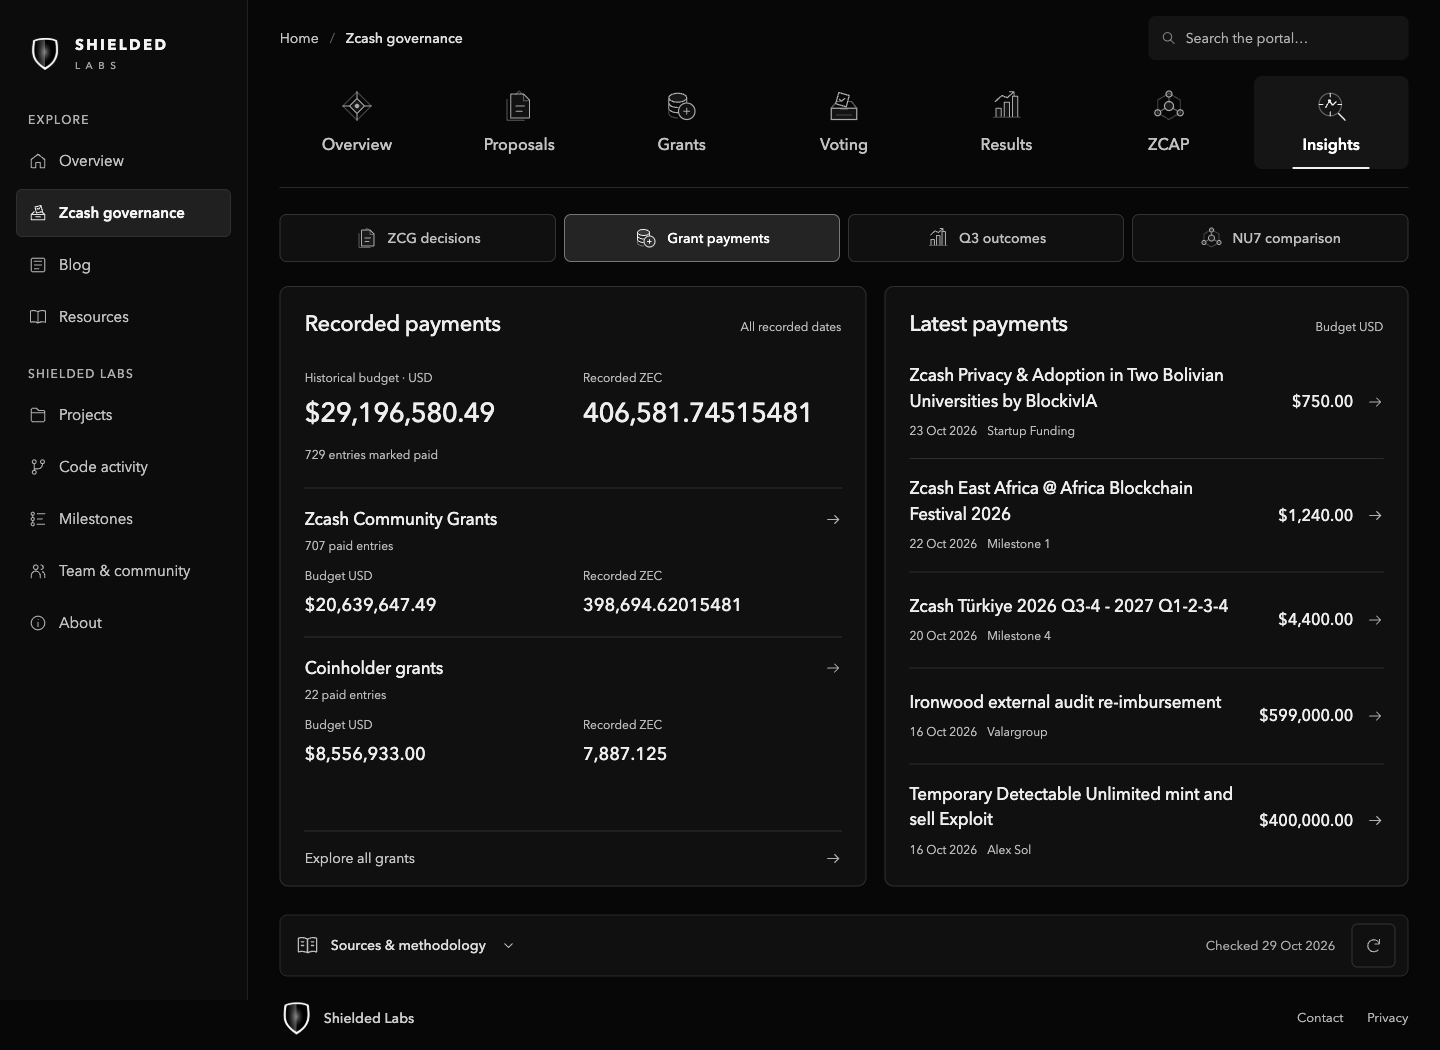 SHIELDED
LABS
EXPLORE
Overview
Zcash governance
Blog
Resources
SHIELDED LABS
Projects
Code activity
Milestones
Team & community
About
Home / Zcash governance
Search the portal...
Overview
Proposals
Grants
Voting
Results
ZCAP
Insights
ZCG decisions
Grant payments
Q3 outcomes
NU7 comparison
Recorded payments
All recorded dates
Historical budget · USD
Recorded ZEC
$29,196,580.49
406,581.74515481
729 entries marked paid
Zcash Community Grants
707 paid entries
Budget USD
Recorded ZEC
$20,639,647.49
398,694.62015481
Coinholder grants
22 paid entries
Budget USD
Recorded ZEC
$8,556,933.00
7,887.125
Explore all grants
Latest payments
Budget USD
Zcash Privacy & Adoption in Two Bolivian
Universities by BlockivIA
$750.00
23 Oct 2026 Startup Funding
Zcash East Africa @ Africa Blockchain
Festival 2026
$1,240.00
22 Oct 2026 Milestone 1
Zcash Türkiye 2026 Q3-4 - 2027 Q1-2-3-4
$4,400.00
20 Oct 2026 Milestone 4
Ironwood external audit re-imbursement
$599,000.00
16 Oct 2026 Valargroup
Temporary Detectable Unlimited mint and
sell Exploit
$400,000.00
16 Oct 2026 Alex Sol
Sources & methodology
Checked 29 Oct 2026
Shielded Labs
Contact
Privacy